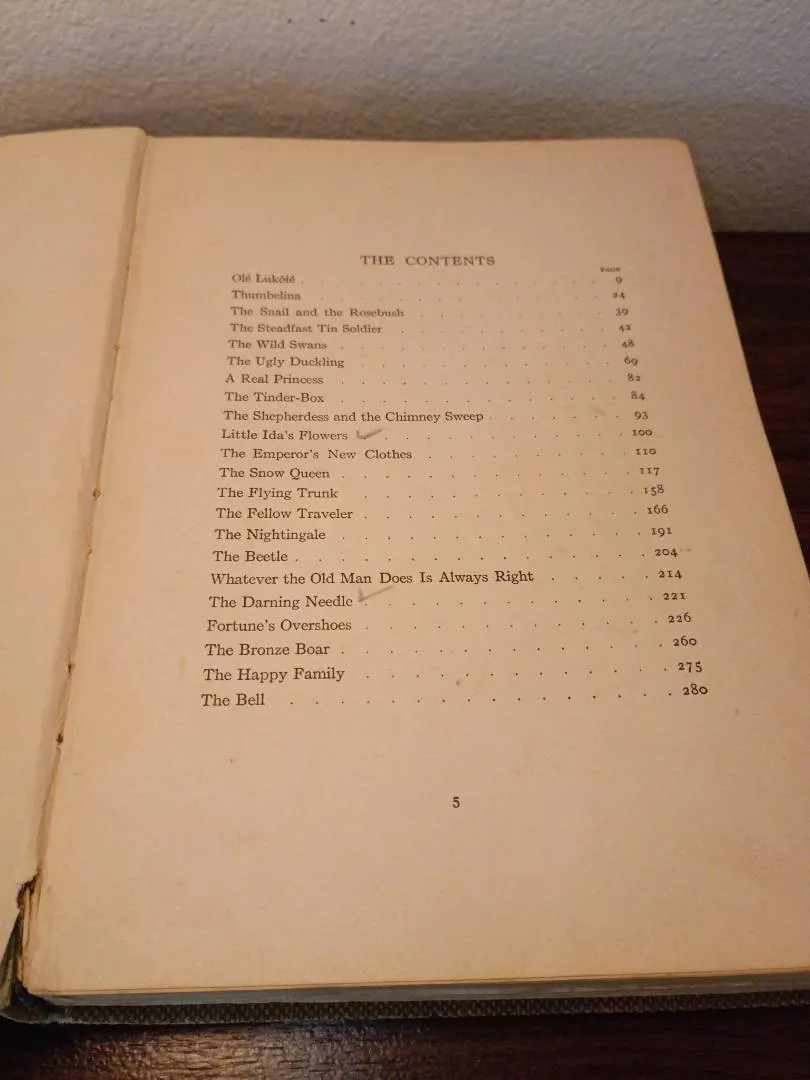 THE CONTENTS
PAGE
Olé Luköié . . . . . . . . . . . . . 9
Thumbelina . . . . . . . . . . . . . 24
The Snail and the Rosebush . . . . . . . . 39
The Steadfast Tin Soldier . . . . . . . . . 42
The Wild Swans . . . . . . . . . . . . 48
The Ugly Duckling . . . . . . . . . . . 69
A Real Princess . . . . . . . . . . . . 82
The Tinder-Box . . . . . . . . . . . . 84
The Shepherdess and the Chimney Sweep . . . . . . 93
Little Ida's Flowers . . . . . . . . . . . 100
The Emperor's New Clothes . . . . . . . . . 110
The Snow Queen . . . . . . . . . . . . 117
The Flying Trunk . . . . . . . . . . . . 158
The Fellow Traveler . . . . . . . . . . . 166
The Nightingale . . . . . . . . . . . . 191
The Beetle . . . . . . . . . . . . . . 204
Whatever the Old Man Does Is Always Right . . . . . 214
The Darning Needle . . . . . . . . . . . 221
Fortune's Overshoes . . . . . . . . . . . 226
The Bronze Boar . . . . . . . . . . . . 260
The Happy Family . . . . . . . . . . . 275
The Bell . . . . . . . . . . . . . . 280
5